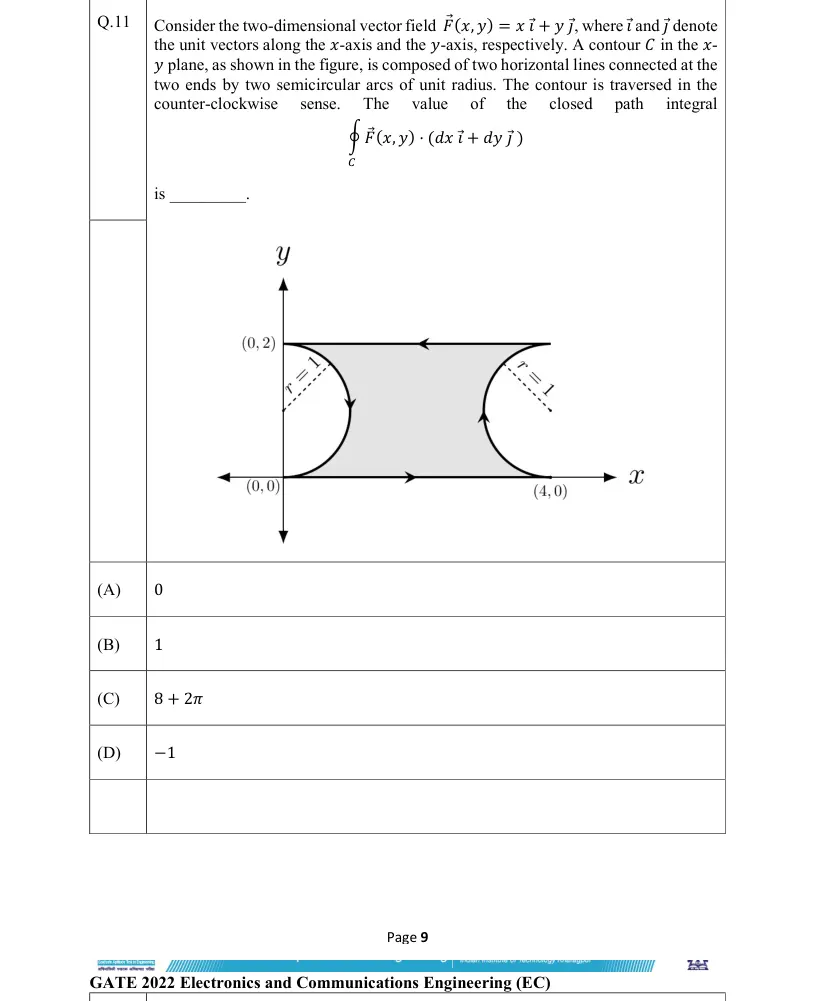 Q.11 Consider the two-dimensional vector field F⃗(x, y) = x i⃗ + y j⃗, where i⃗ and j⃗ denote
the unit vectors along the x-axis and the y-axis, respectively. A contour C in the x-
y plane, as shown in the figure, is composed of two horizontal lines connected at the
two ends by two semicircular arcs of unit radius. The contour is traversed in the
counter-clockwise sense. The value of the closed path integral
∮ F⃗(x, y) · (dx i⃗ + dy j⃗ )
C
is _________.
y
(0, 2)
r = 1 r = 1
x
(0, 0) (4, 0)
(A) 0
(B) 1
(C) 8 + 2π
(D) −1
Page 9
GATE 2022 Electronics and Communications Engineering (EC)